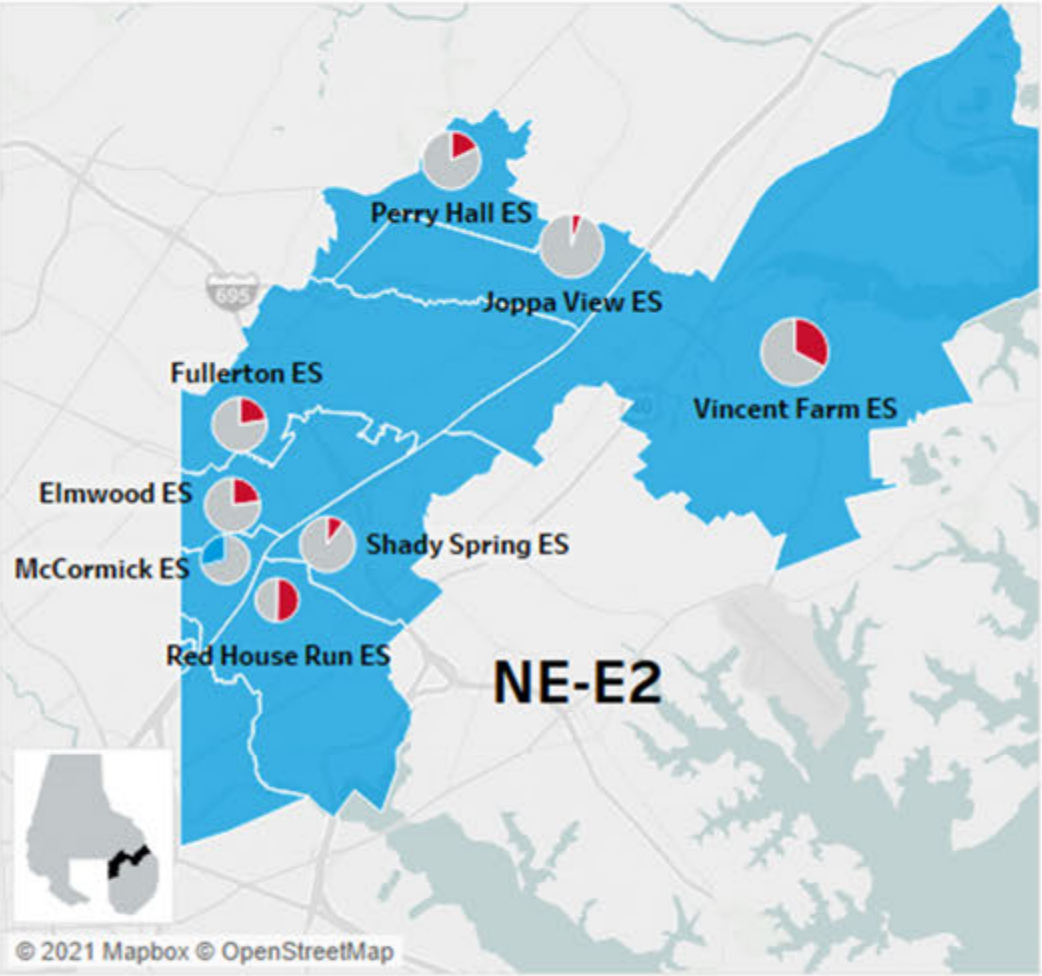 Perry Hall ES
695
Joppa View ES
Fullerton ES
40
Vincent Farm ES
Elmwood ES
Shady Spring ES
McCormick ES
Red House Run ES
NE-E2
© 2021 Mapbox © OpenStreetMap